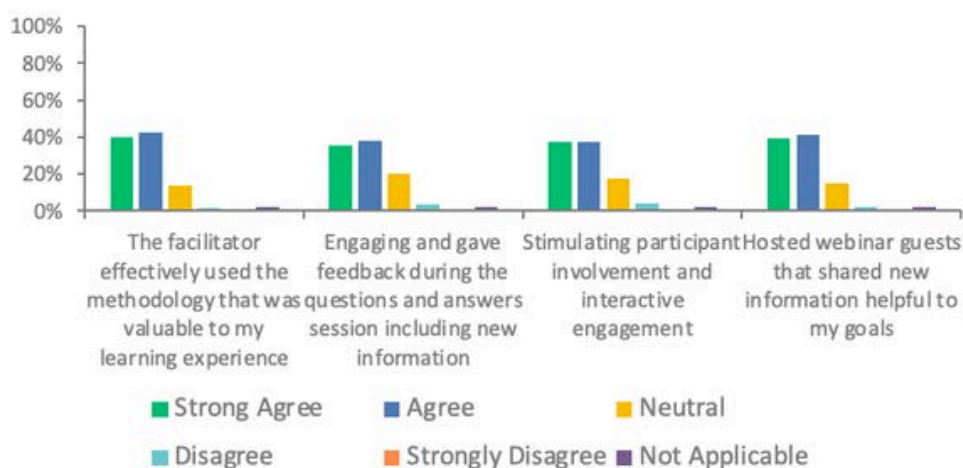 100%
80%
60%
40%
20%
0%
The facilitator
effectively used the
methodology that was
valuable to my
learning experience
Engaging and gave
feedback during the
questions and answers
session including new
information
Stimulating participant
involvement and
interactive
engagement
Hosted webinar guests
that shared new
information helpful to
my goals
Strong Agree
Agree
Neutral
Disagree
Strongly Disagree
Not Applicable